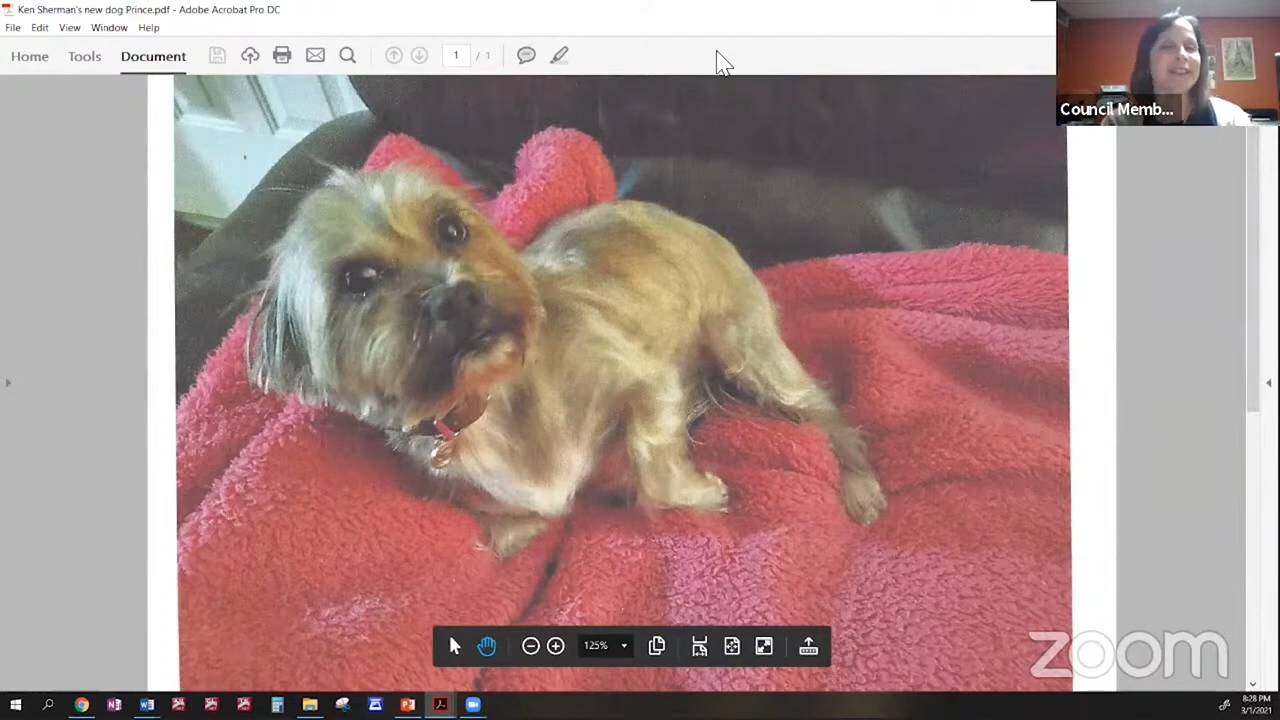 Ken Sherman's new dog Prince.pdf - Adobe Acrobat Pro DC
File Edit View Window Help
Home Tools Document 1 / 1
Council Memb...
125%
zoom
8:28 PM
3/1/2021